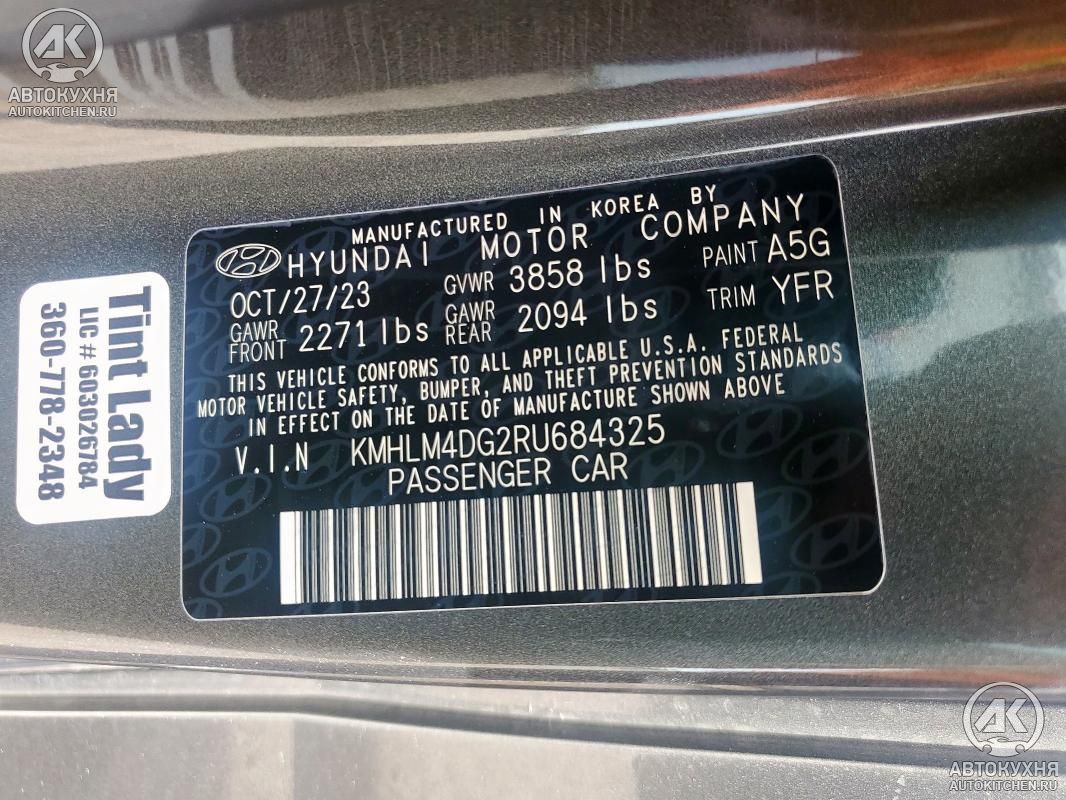 AK
АВТОКУХНЯ
AUTOKITCHEN.RU
MANUFACTURED IN KOREA BY
HYUNDAI MOTOR COMPANY
OCT/27/23 GVWR 3858 lbs PAINT A5G
GAWR FRONT 2271 lbs GAWR REAR 2094 lbs TRIM YFR
THIS VEHICLE CONFORMS TO ALL APPLICABLE U.S.A. FEDERAL
MOTOR VEHICLE SAFETY, BUMPER, AND THEFT PREVENTION STANDARDS
IN EFFECT ON THE DATE OF MANUFACTURE SHOWN ABOVE
V.I.N KMHLM4DG2RU684325
PASSENGER CAR
Tint Lady
LIC # 603026784
360-778-2348
AK
АВТОКУХНЯ
AUTOKITCHEN.RU